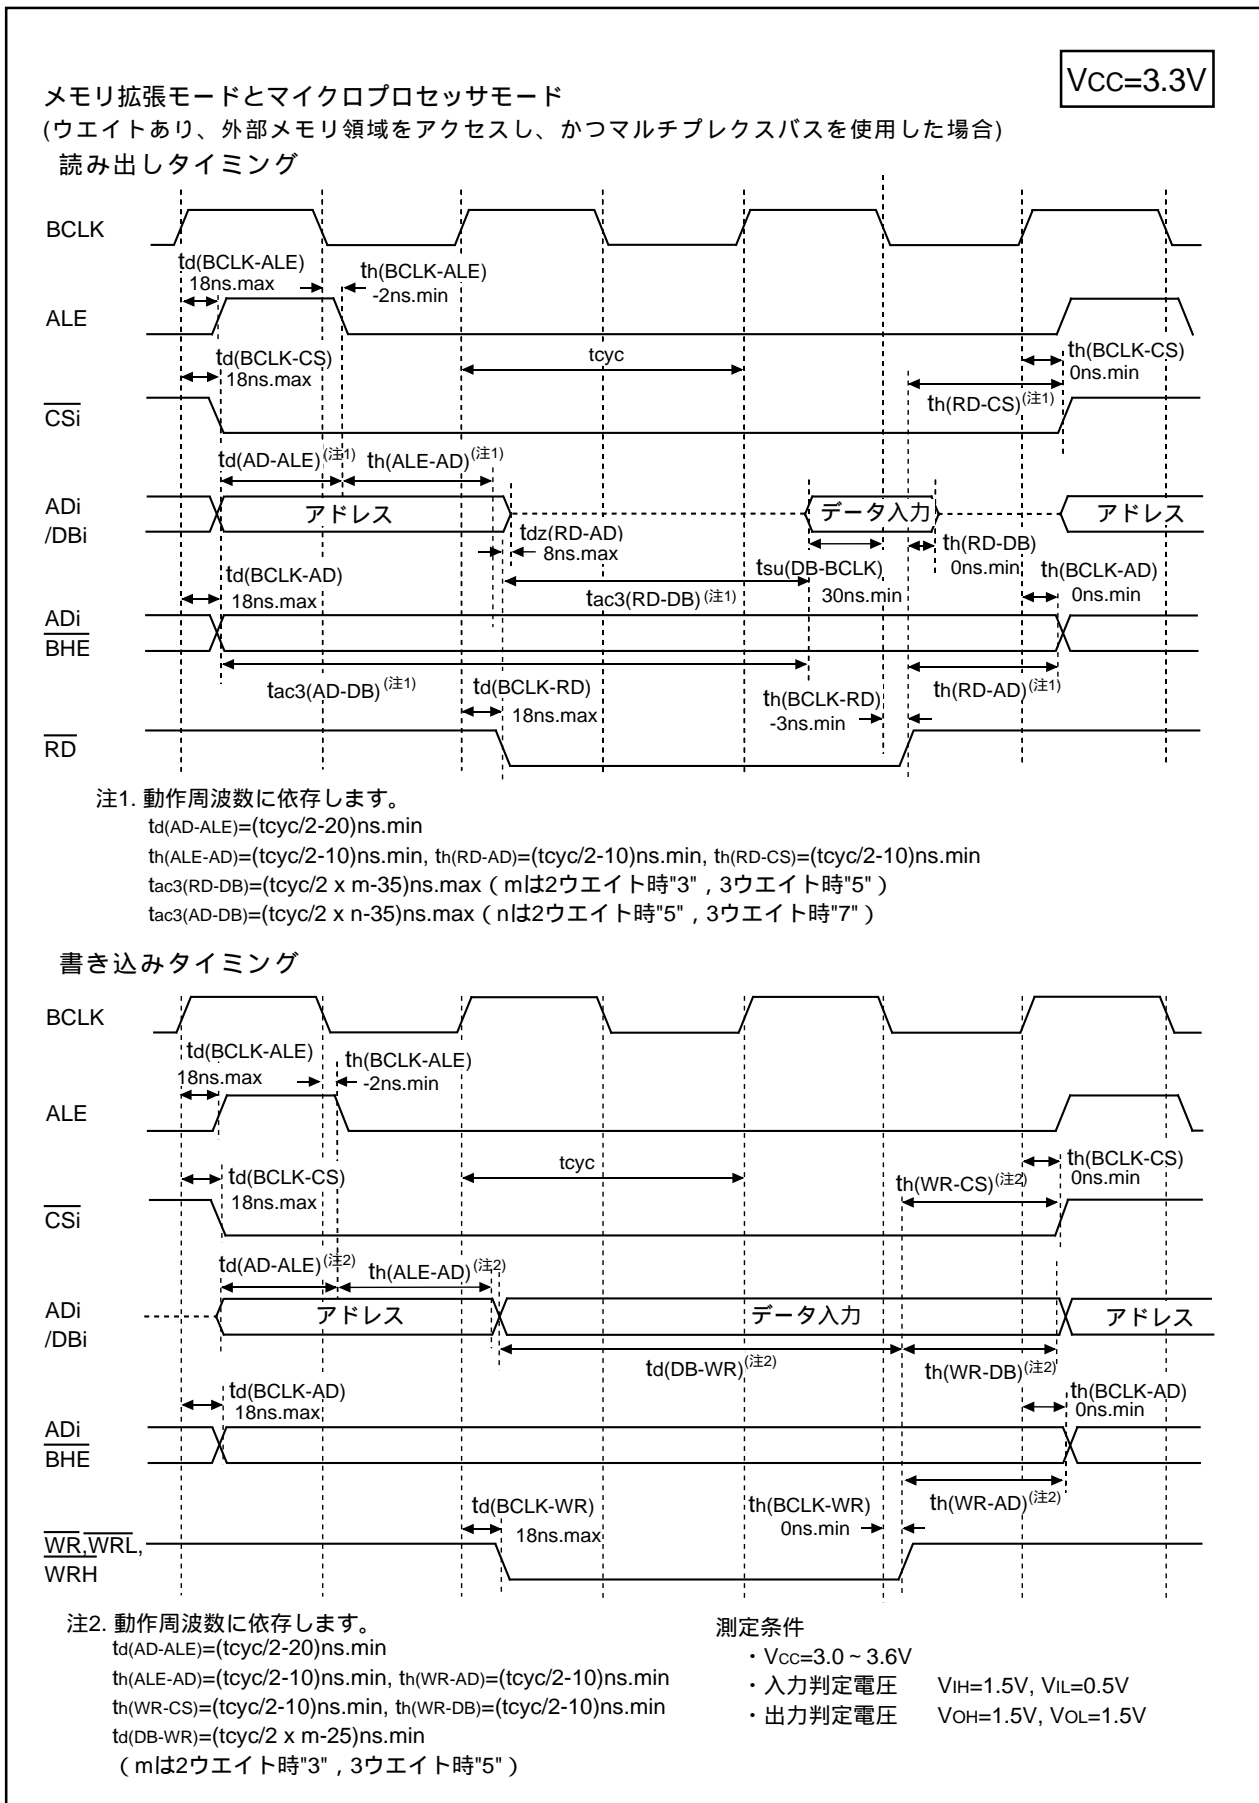 VCC=3.3V
メモリ拡張モードとマイクロプロセッサモード
(ウエイトあり、外部メモリ領域をアクセスし、かつマルチプレクスバスを使用した場合)
読み出しタイミング
BCLK
td(BCLK-ALE)
18ns.max
th(BCLK-ALE)
-2ns.min
ALE
td(BCLK-CS)
18ns.max
tcyc
th(BCLK-CS)
0ns.min
th(RD-CS)(注1)
CSi
td(AD-ALE)(注1)
th(ALE-AD)(注1)
ADi
/DBi
アドレス
データ入力
アドレス
tdz(RD-AD)
8ns.max
th(RD-DB)
0ns.min
tsu(DB-BCLK)
30ns.min
td(BCLK-AD)
18ns.max
tac3(RD-DB)(注1)
th(BCLK-AD)
0ns.min
ADi
BHE
tac3(AD-DB)(注1)
td(BCLK-RD)
18ns.max
th(BCLK-RD)
-3ns.min
th(RD-AD)(注1)
RD
注1. 動作周波数に依存します。
td(AD-ALE)=(tcyc/2-20)ns.min
th(ALE-AD)=(tcyc/2-10)ns.min, th(RD-AD)=(tcyc/2-10)ns.min, th(RD-CS)=(tcyc/2-10)ns.min
tac3(RD-DB)=(tcyc/2 x m-35)ns.max（mは2ウエイト時"3"，3ウエイト時"5"）
tac3(AD-DB)=(tcyc/2 x n-35)ns.max（nは2ウエイト時"5"，3ウエイト時"7"）
書き込みタイミング
BCLK
td(BCLK-ALE)
18ns.max
th(BCLK-ALE)
-2ns.min
ALE
td(BCLK-CS)
18ns.max
tcyc
th(BCLK-CS)
0ns.min
th(WR-CS)(注2)
CSi
td(AD-ALE)(注2)
th(ALE-AD)(注2)
ADi
/DBi
アドレス
データ入力
アドレス
td(DB-WR)(注2)
th(WR-DB)(注2)
td(BCLK-AD)
18ns.max
th(BCLK-AD)
0ns.min
ADi
BHE
th(WR-AD)(注2)
td(BCLK-WR)
18ns.max
th(BCLK-WR)
0ns.min
WR,WRL,
WRH
注2. 動作周波数に依存します。
td(AD-ALE)=(tcyc/2-20)ns.min
th(ALE-AD)=(tcyc/2-10)ns.min, th(WR-AD)=(tcyc/2-10)ns.min
th(WR-CS)=(tcyc/2-10)ns.min, th(WR-DB)=(tcyc/2-10)ns.min
td(DB-WR)=(tcyc/2 x m-25)ns.min
（mは2ウエイト時"3"，3ウエイト時"5"）
測定条件
・VCC=3.0～3.6V
・入力判定電圧 VIH=1.5V, VIL=0.5V
・出力判定電圧 VOH=1.5V, VOL=1.5V